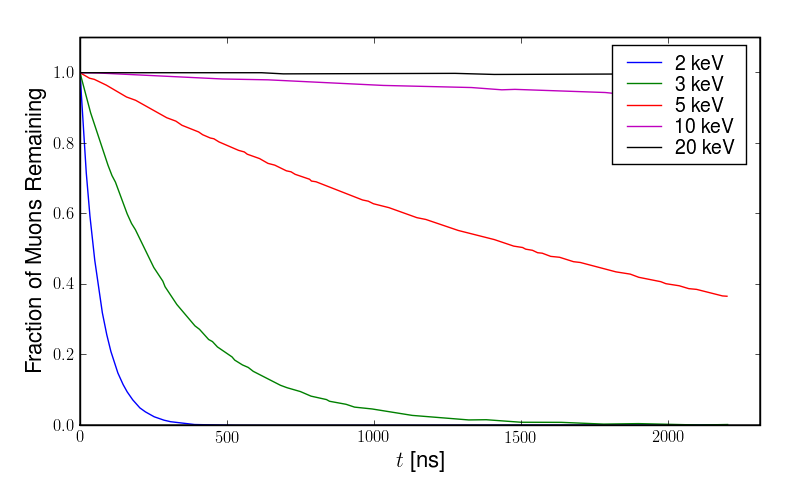 Fraction of Muons Remaining
1.0
0.8
0.6
0.4
0.2
0.0
0 500 1000 1500 2000
t [ns]
2 keV
3 keV
5 keV
10 keV
20 keV